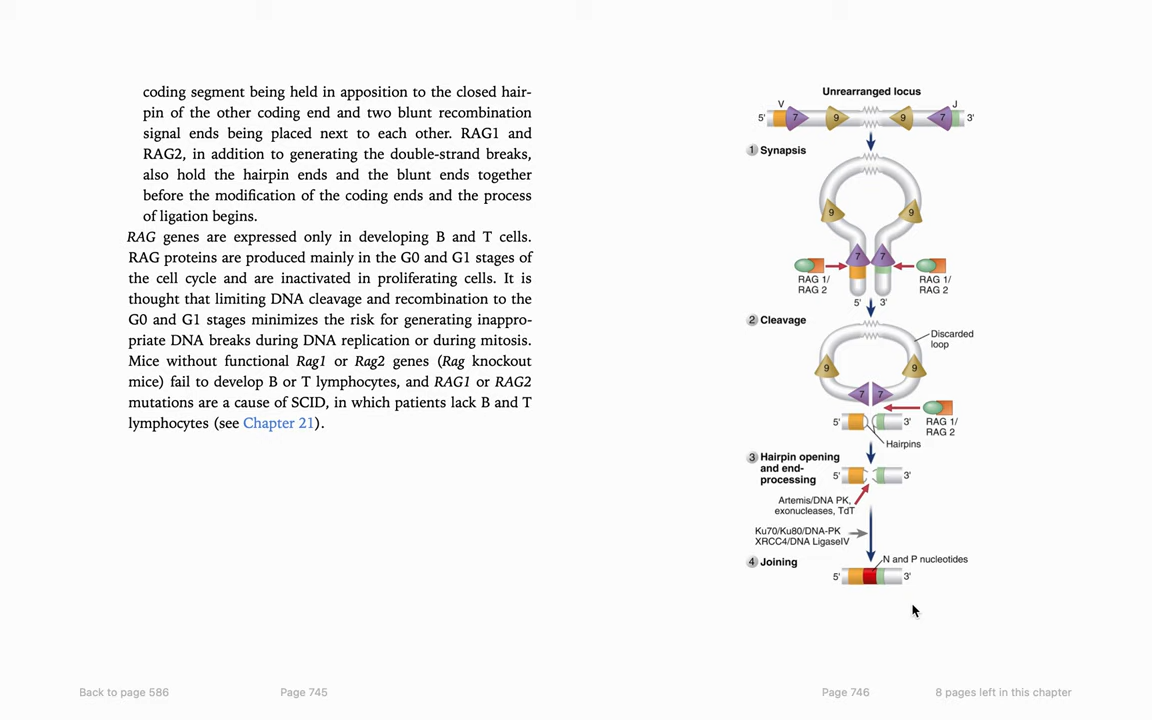 coding segment being held in apposition to the closed hair-
pin of the other coding end and two blunt recombination
signal ends being placed next to each other. RAG1 and
RAG2, in addition to generating the double-strand breaks,
also hold the hairpin ends and the blunt ends together
before the modification of the coding ends and the process
of ligation begins.
RAG genes are expressed only in developing B and T cells.
RAG proteins are produced mainly in the G0 and G1 stages of
the cell cycle and are inactivated in proliferating cells. It is
thought that limiting DNA cleavage and recombination to the
G0 and G1 stages minimizes the risk for generating inappro-
priate DNA breaks during DNA replication or during mitosis.
Mice without functional Rag1 or Rag2 genes (Rag knockout
mice) fail to develop B or T lymphocytes, and RAG1 or RAG2
mutations are a cause of SCID, in which patients lack B and T
lymphocytes (see Chapter 21).
Unrearranged locus
V J
5' 7 9 9 7 3'
1 Synapsis
9 9
7 7
RAG 1/
RAG 2
RAG 1/
RAG 2
5' 3'
2 Cleavage
Discarded
loop
9 9
7 7
5' 3'
RAG 1/
RAG 2
Hairpins
3 Hairpin opening
and end-
processing
5' 3'
Artemis/DNA PK,
exonucleases, TdT
Ku70/Ku80/DNA-PK
XRCC4/DNA LigaseIV
4 Joining
N and P nucleotides
5' 3'
Back to page 586
Page 745
Page 746
8 pages left in this chapter